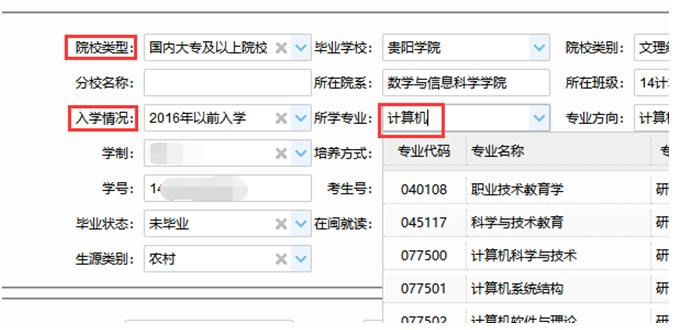 院校类型: 国内大专及以上院校 毕业学校: 贵阳学院 院校类别: 文理
分校名称: 所在院系: 数学与信息科学学院 所在班级: 14计
入学情况: 2016年以前入学 所学专业: 计算机 专业方向: 计算
学制: 培养方式: 专业代码 专业名称
学号: 14 考生号: 040108 职业技术教育学 研
毕业状态: 未毕业 在闽就读: 045117 科学与技术教育 研
生源类别: 农村 077500 计算机科学与技术 研
077501 计算机系统结构 研
077502 计算机软件与理论 研